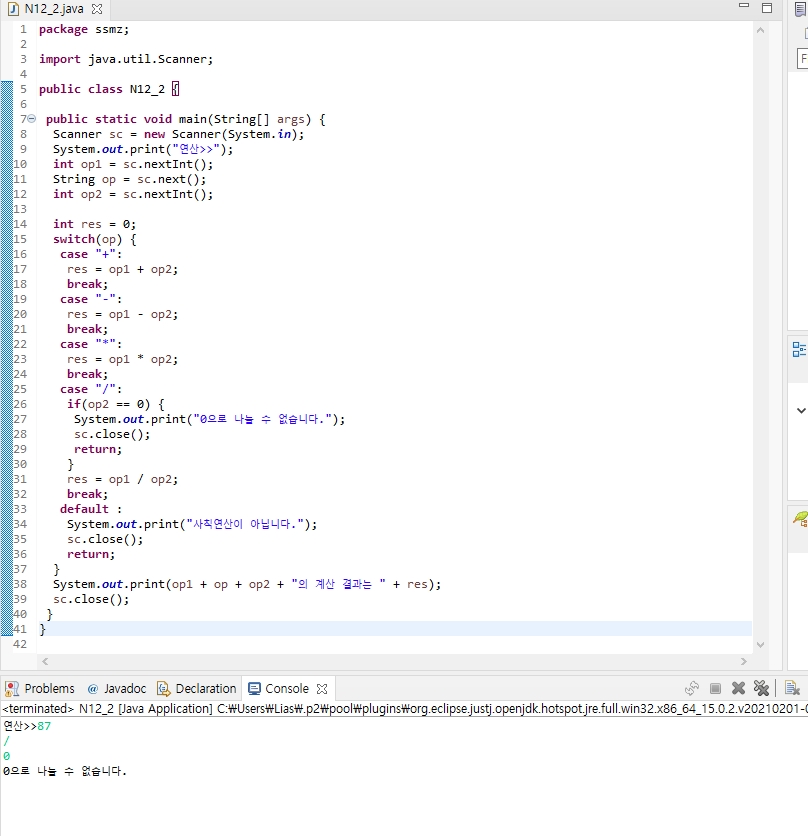 N12_2.java
1 package ssmz;
2
3 import java.util.Scanner;
4
5 public class N12_2 {
6
7 public static void main(String[] args) {
8 Scanner sc = new Scanner(System.in);
9 System.out.print("연산>>");
10 int op1 = sc.nextInt();
11 String op = sc.next();
12 int op2 = sc.nextInt();
13
14 int res = 0;
15 switch(op) {
16 case "+":
17 res = op1 + op2;
18 break;
19 case "-":
20 res = op1 - op2;
21 break;
22 case "*":
23 res = op1 * op2;
24 break;
25 case "/":
26 if(op2 == 0) {
27 System.out.print("0으로 나눌 수 없습니다.");
28 sc.close();
29 return;
30 }
31 res = op1 / op2;
32 break;
33 default :
34 System.out.print("사칙연산이 아닙니다.");
35 sc.close();
36 return;
37 }
38 System.out.print(op1 + op + op2 + "의 계산 결과는 " + res);
39 sc.close();
40 }
41 }
42
Problems @ Javadoc Declaration Console
<terminated> N12_2 [Java Application] C:₩Users₩Lias₩.p2₩pool₩plugins₩org.eclipse.justj.openjdk.hotspot.jre.full.win32.x86_64_15.0.2.v20210201-0
연산>>87
/
0
0으로 나눌 수 없습니다.